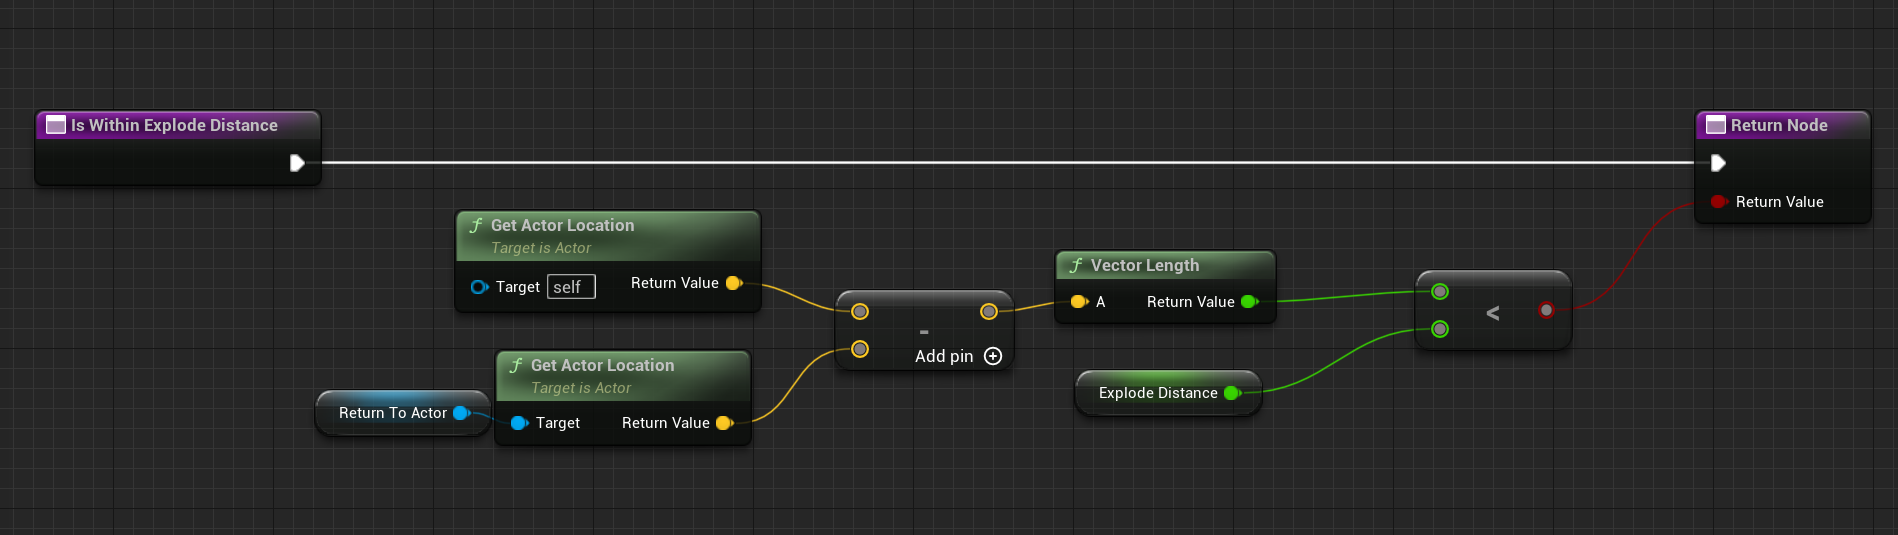 Is Within Explode Distance
Return Node
Return Value
Get Actor Location
Target is Actor
Target self Return Value
Vector Length
A Return Value
-
Add pin
<
Get Actor Location
Target is Actor
Target Return Value
Return To Actor
Explode Distance